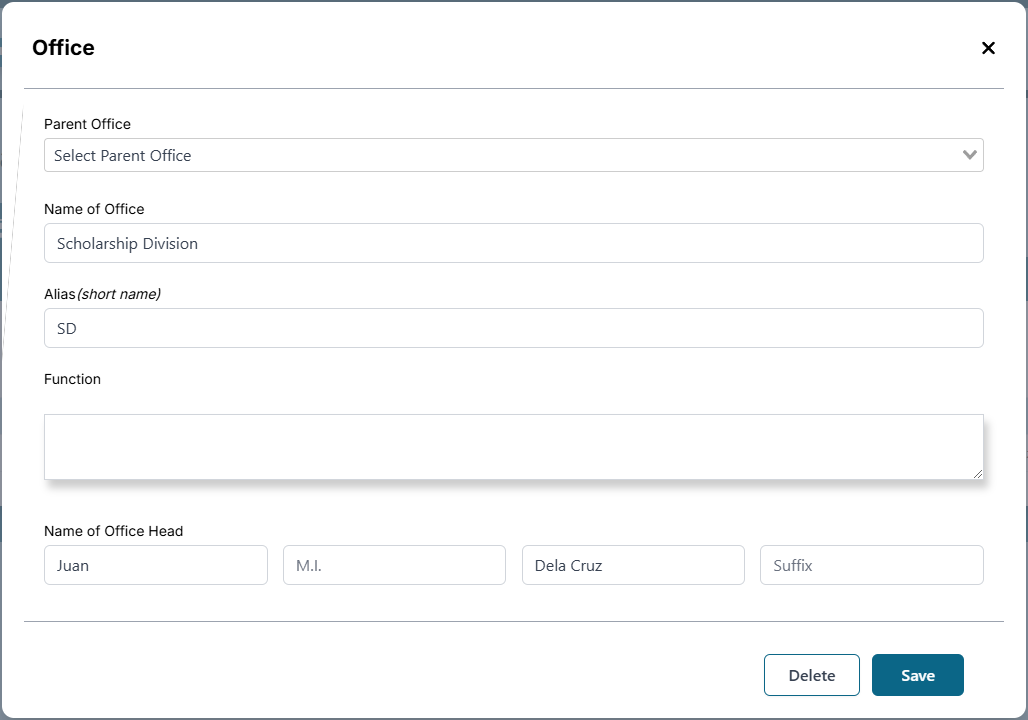 Office
Parent Office
Select Parent Office
Name of Office
Scholarship Division
Alias(short name)
SD
Function
Name of Office Head
Juan M.I. Dela Cruz Suffix
Delete Save